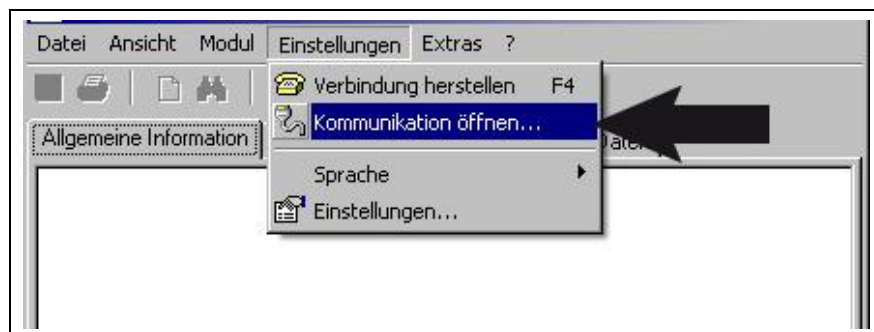 Datei Ansicht Modul Einstellungen Extras ?
Verbindung herstellen F4
Kommunikation öffnen...
Allgemeine Information
Sprache
Einstellungen...